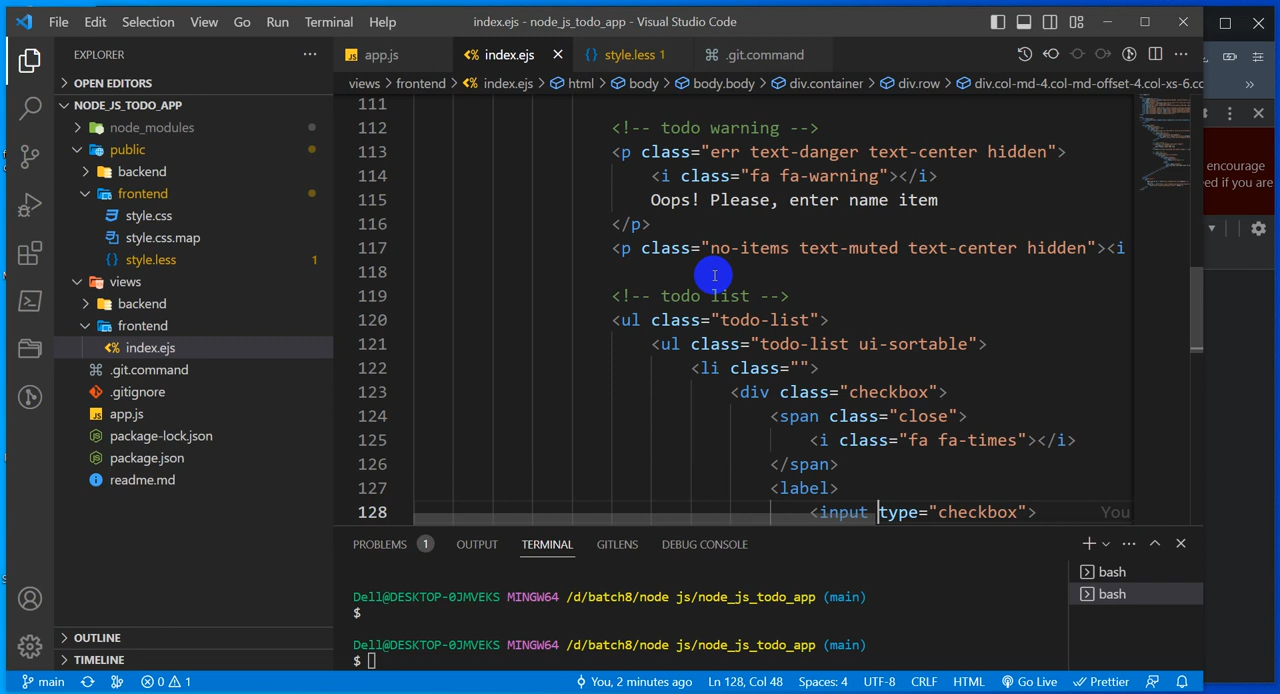 File Edit Selection View Go Run Terminal Help index.ejs - node_js_todo_app - Visual Studio Code
EXPLORER
OPEN EDITORS
NODE_JS_TODO_APP
node_modules
public
backend
frontend
style.css
style.css.map
style.less 1
views
backend
frontend
index.ejs
.git.command
.gitignore
app.js
package-lock.json
package.json
readme.md
OUTLINE
TIMELINE
app.js index.ejs style.less 1 .git.command
views > frontend > index.ejs > html > body > body.body > div.container > div.row > div.col-md-4.col-md-offset-4.col-xs-6.co
111
112 <!-- todo warning -->
113 <p class="err text-danger text-center hidden">
114 <i class="fa fa-warning"></i>
115 Oops! Please, enter name item
116 </p>
117 <p class="no-items text-muted text-center hidden"><i
118
119 <!-- todo list -->
120 <ul class="todo-list">
121 <ul class="todo-list ui-sortable">
122 <li class="">
123 <div class="checkbox">
124 <span class="close">
125 <i class="fa fa-times"></i>
126 </span>
127 <label>
128 <input type="checkbox"> You
encourage
ed if you are
PROBLEMS 1 OUTPUT TERMINAL GITLENS DEBUG CONSOLE
bash
bash
Dell@DESKTOP-0JMVEKS MINGW64 /d/batch8/node js/node_js_todo_app (main)
$
Dell@DESKTOP-0JMVEKS MINGW64 /d/batch8/node js/node_js_todo_app (main)
$
main 0 1 You, 2 minutes ago Ln 128, Col 48 Spaces: 4 UTF-8 CRLF HTML Go Live Prettier